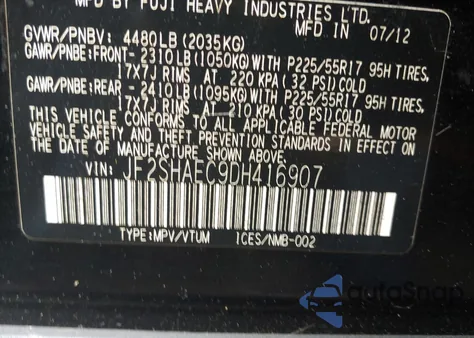 MFD BY FUJI HEAVY INDUSTRIES LTD.
MFD IN 07/12
GVWR/PNBV: 4480LB(2035KG)
GAWR/PNBE:FRONT- 2310LB(1050KG)WITH P225/55R17 95H TIRES.
17X7J RIMS AT 220 KPA(32 PSI)COLD
GAWR/PNBE:REAR -2410LB(1095KG)WITH P225/55R17 95H TIRES.
17X7J RIMS AT 210 KPA(30 PSI)COLD
THIS VEHICLE CONFORMS TO ALL APPLICABLE FEDERAL MOTOR
VEHICLE SAFETY AND THEFT PREVENTION STANDARDS IN EFFECT ON
THE DATE OF MANUFACTURE SHOWN ABOVE.
VIN: JF2SHAEC9DH416907
TYPE:MPV/VTUM 1CES/NMB-002
autoSnap